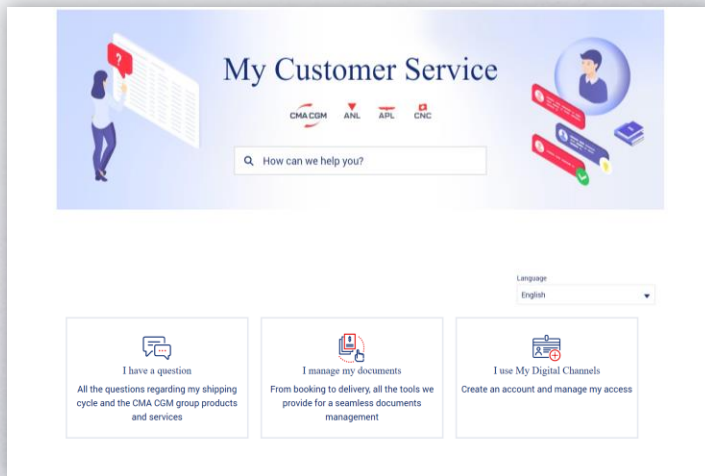 ?
My Customer Service
CMA CGM ANL APL CNC
How can we help you?
Language
English
I have a question
All the questions regarding my shipping
cycle and the CMA CGM group products
and services
I manage my documents
From booking to delivery, all the tools we
provide for a seamless documents
management
I use My Digital Channels
Create an account and manage my access